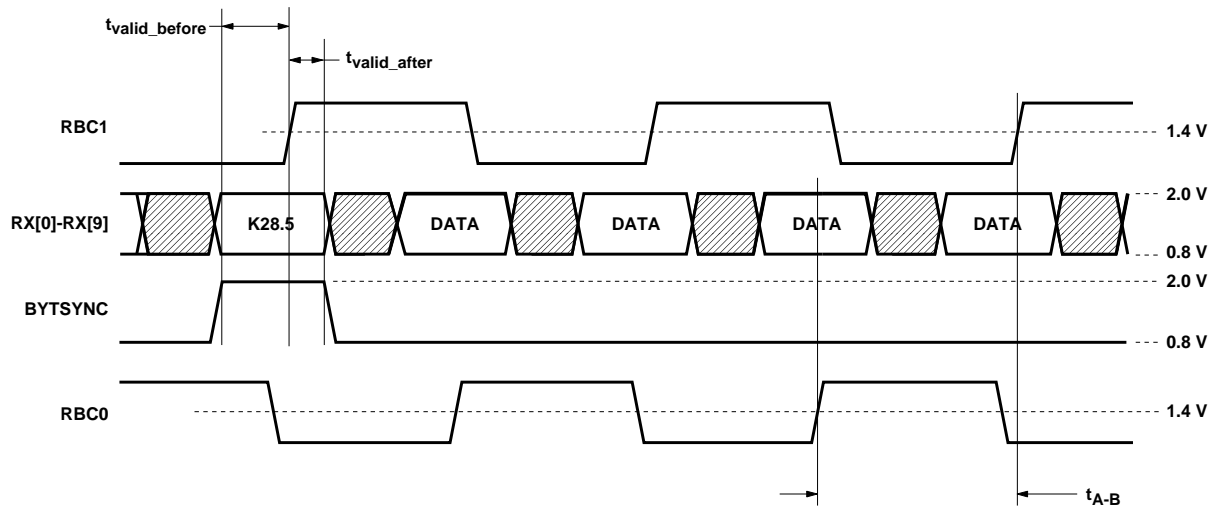 tvalid_before
tvalid_after
RBC1
1.4 V
2.0 V
RX[0]-RX[9]
K28.5 DATA DATA DATA DATA
0.8 V
2.0 V
BYTSYNC
0.8 V
RBC0
1.4 V
tA-B